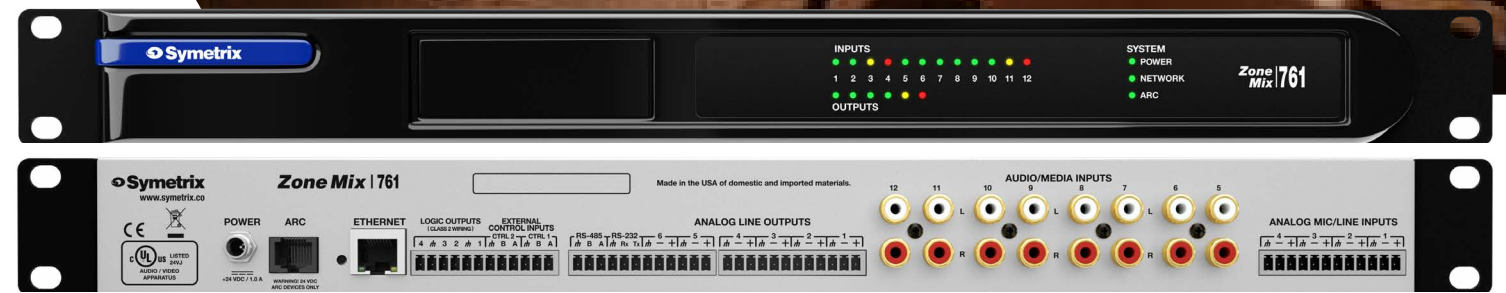 Symetrix
INPUTS
1 2 3 4 5 6 7 8 9 10 11 12
OUTPUTS
SYSTEM
POWER
NETWORK
ARC
Zone
Mix 761
Symetrix
www.symetrix.co
Zone Mix | 761
Made in the USA of domestic and imported materials.
CE
c UL US LISTED
24VJ
AUDIO / VIDEO
APPARATUS
POWER
+24 VDC / 1.0 A
ARC
WARNING! 24 VDC
ARC DEVICES ONLY
ETHERNET
LOGIC OUTPUTS
(CLASS 2 WIRING)
4 3 2 1
EXTERNAL
CONTROL INPUTS
CTRL 2 CTRL 1
B A B A
RS-485 RS-232
B A Rx Tx
ANALOG LINE OUTPUTS
6 5 4 3 2 1
- + - + - + - + - + - +
AUDIO/MEDIA INPUTS
12 11 10 9 8 7 6 5
L L L L
R R R
ANALOG MIC/LINE INPUTS
4 3 2 1
- + - + - + - +